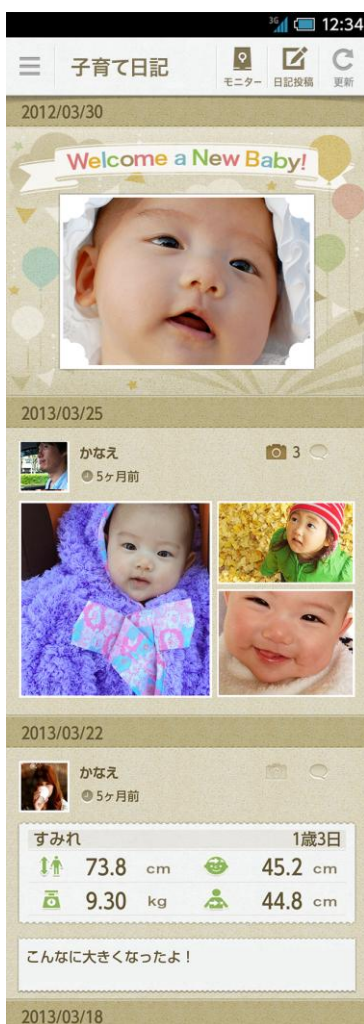 3G 12:34
子育て日記
モニター 日記投稿 更新
2012/03/30
Welcome a New Baby!
2013/03/25
かなえ 3
5ヶ月前
2013/03/22
かなえ
5ヶ月前
すみれ 1歳3日
73.8 cm 45.2 cm
9.30 kg 44.8 cm
こんなに大きくなったよ！
2013/03/18